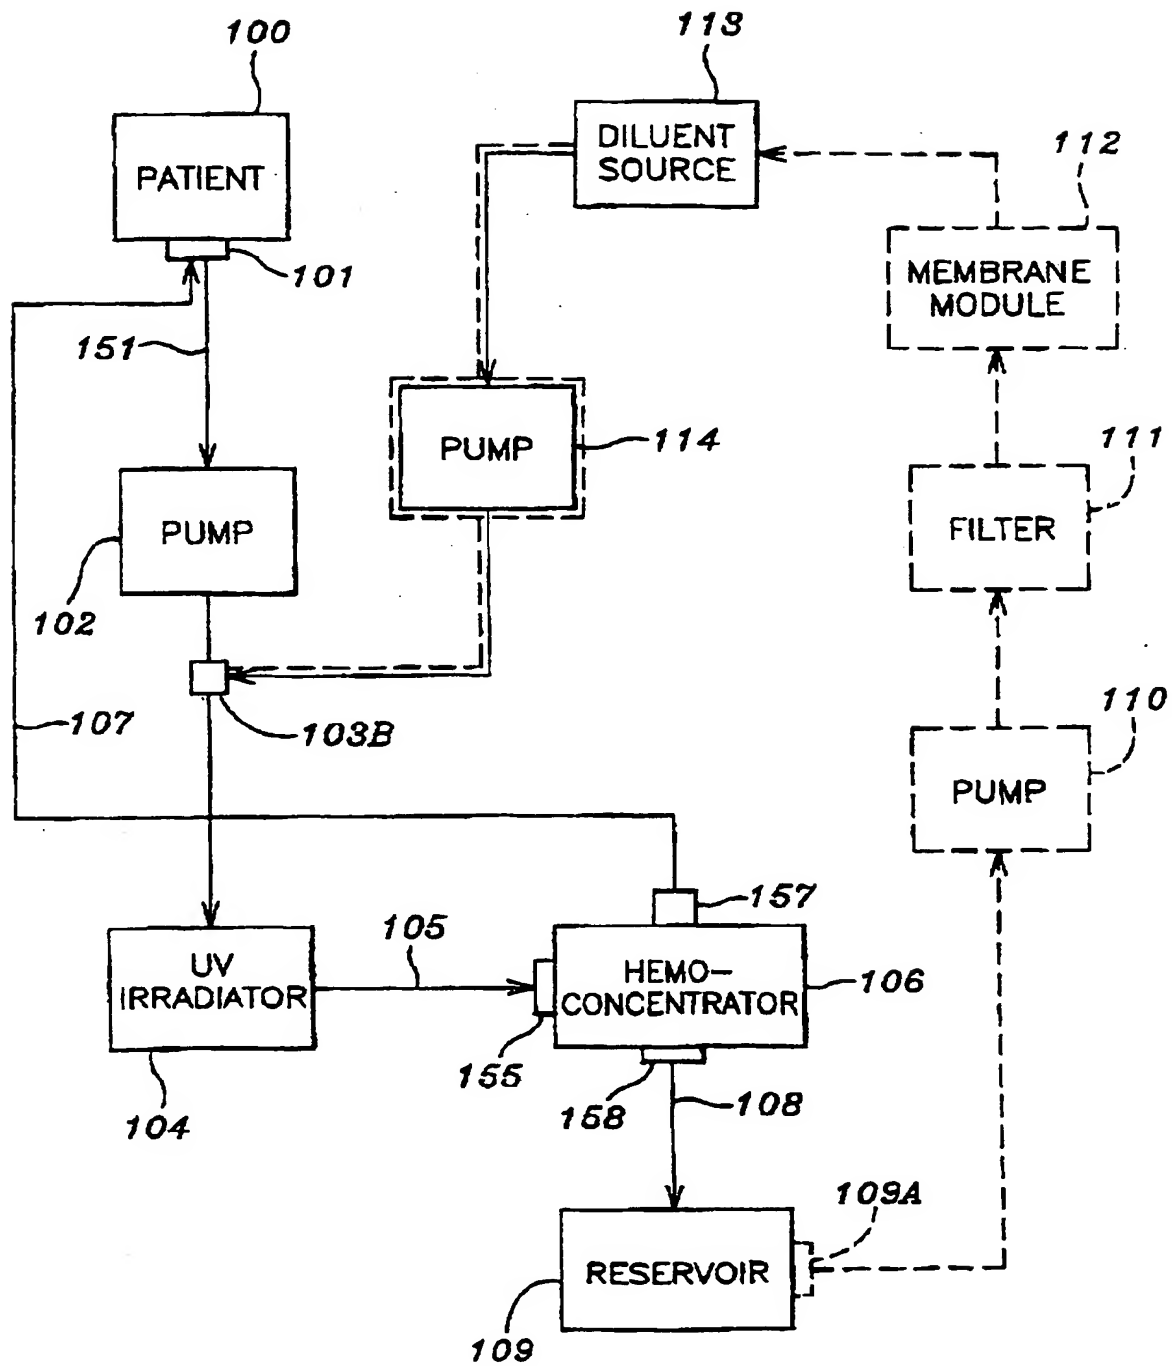 100
113
PATIENT
DILUENT
SOURCE
112
101
MEMBRANE
MODULE
151
PUMP
114
111
PUMP
FILTER
102
103B
107
110
PUMP
157
105
UV
IRRADIATOR
HEMO-
CONCENTRATOR
106
155
104
158
108
109A
RESERVOIR
109